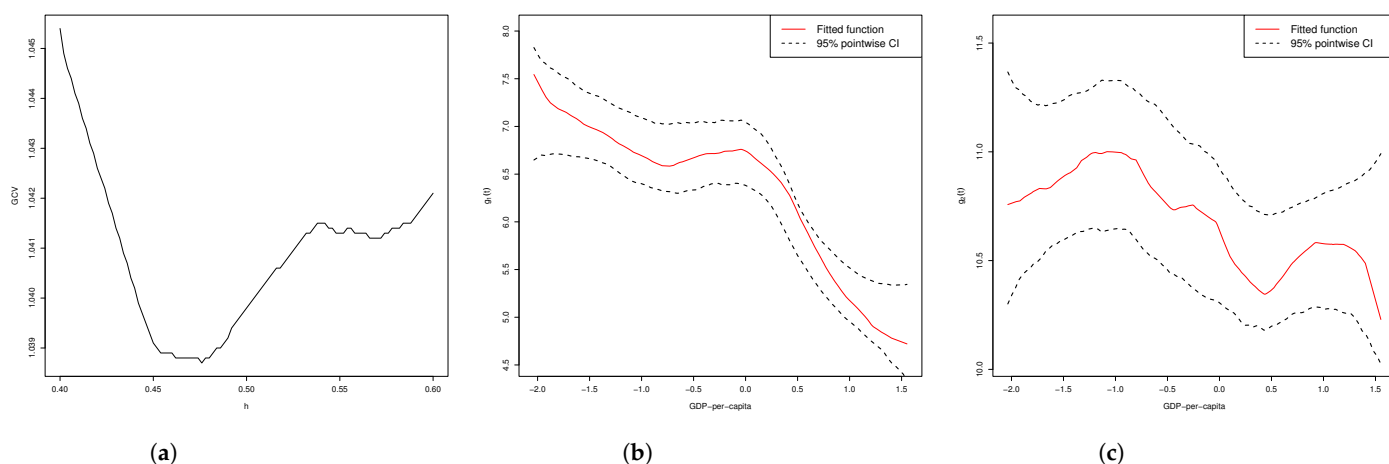 1.045
1.044
1.043
1.042
1.041
1.040
1.039
GCV
0.40 0.45 0.50 0.55 0.60
h
(a)
Fitted function
95% pointwise CI
8.0
7.5
7.0
6.5
6.0
5.5
5.0
4.5
g₁(t)
−2.0 −1.5 −1.0 −0.5 0.0 0.5 1.0 1.5
GDP−per−capita
(b)
Fitted function
95% pointwise CI
11.5
11.0
10.5
10.0
g₂(t)
−2.0 −1.5 −1.0 −0.5 0.0 0.5 1.0 1.5
GDP−per−capita
(c)